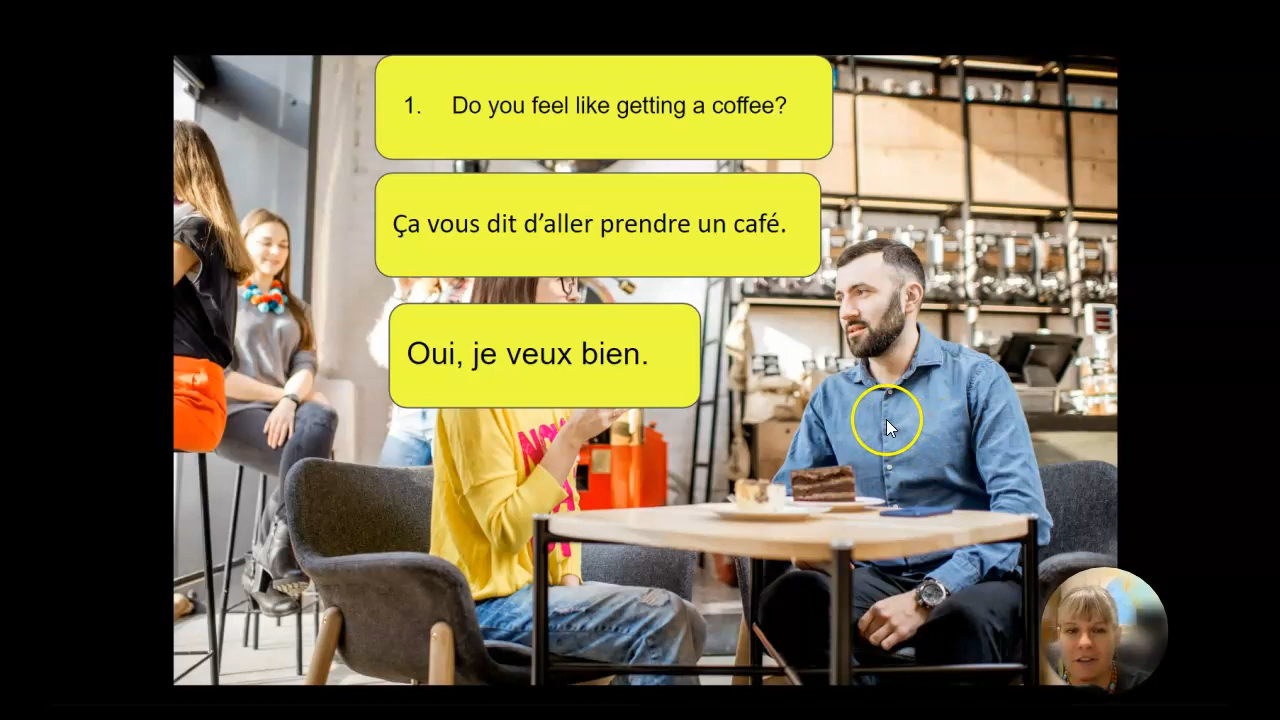 1. Do you feel like getting a coffee?
Ça vous dit d’aller prendre un café.
Oui, je veux bien.